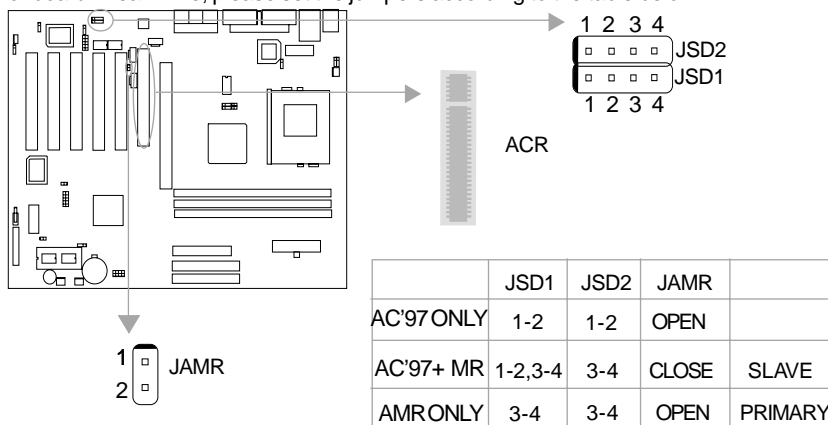 1 2 3 4
JSD2
JSD1
1 2 3 4
ACR
1
2
JAMR
JSD1 JSD2 JAMR
AC'97 ONLY 1-2 1-2 OPEN
AC'97+ MR 1-2,3-4 3-4 CLOSE SLAVE
AMR ONLY 3-4 3-4 OPEN PRIMARY